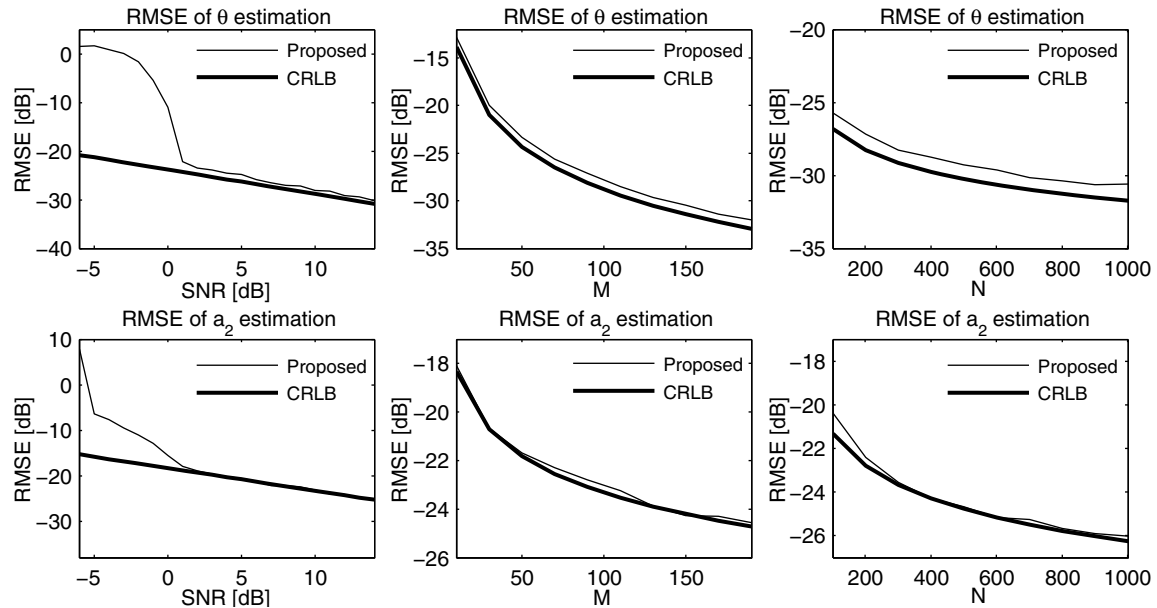 RMSE of θ estimation
RMSE [dB]
0
−10
−20
−30
−40
−5
0
5
10
SNR [dB]
Proposed
CRLB
RMSE of θ estimation
RMSE [dB]
−15
−20
−25
−30
−35
50
100
150
M
Proposed
CRLB
RMSE of θ estimation
RMSE [dB]
−20
−25
−30
−35
200
400
600
800
1000
N
Proposed
CRLB
RMSE of a2 estimation
RMSE [dB]
10
0
−10
−20
−30
−5
0
5
10
SNR [dB]
Proposed
CRLB
RMSE of a2 estimation
RMSE [dB]
−18
−20
−22
−24
−26
50
100
150
M
Proposed
CRLB
RMSE of a2 estimation
RMSE [dB]
−18
−20
−22
−24
−26
200
400
600
800
1000
N
Proposed
CRLB